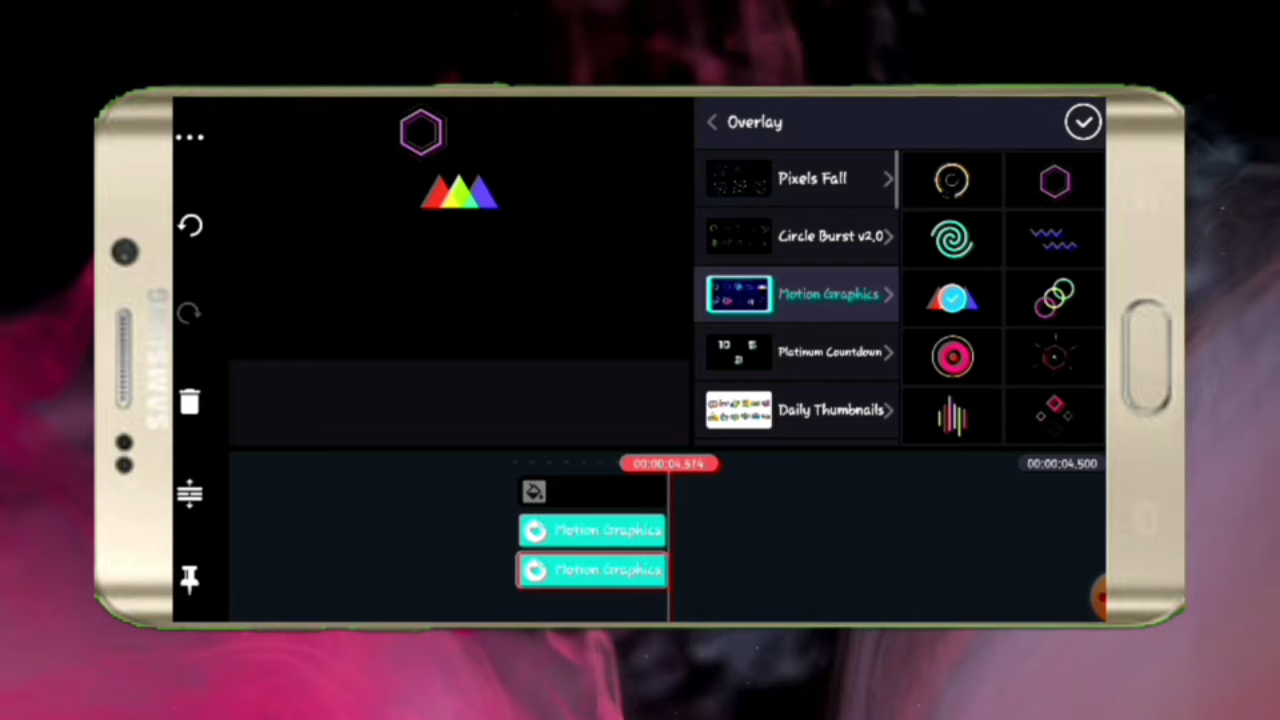 Overlay
Pixels Fall
Circle Burst v2.0
Motion Graphics
Platinum Countdown
Daily Thumbnails
SAMSUNG
00:00:04.514
00:00:04.500
Motion Graphics
Motion Graphics